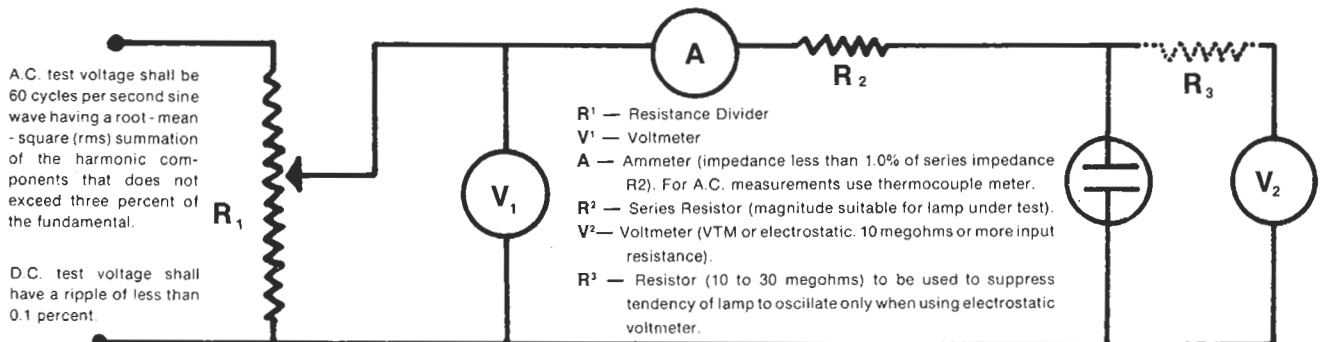 A.C. test voltage shall be
60 cycles per second sine
wave having a root - mean
- square (rms) summation
of the harmonic com-
ponents that does not
exceed three percent of
the fundamental.
D.C. test voltage shall
have a ripple of less than
0.1 percent.
R1
V1
A
R2
R3
V2
R¹ — Resistance Divider
V¹ — Voltmeter
A — Ammeter (impedance less than 1.0% of series impedance
R2). For A.C. measurements use thermocouple meter.
R² — Series Resistor (magnitude suitable for lamp under test).
V²— Voltmeter (VTM or electrostatic. 10 megohms or more input
resistance).
R³ — Resistor (10 to 30 megohms) to be used to suppress
tendency of lamp to oscillate only when using electrostatic
voltmeter.